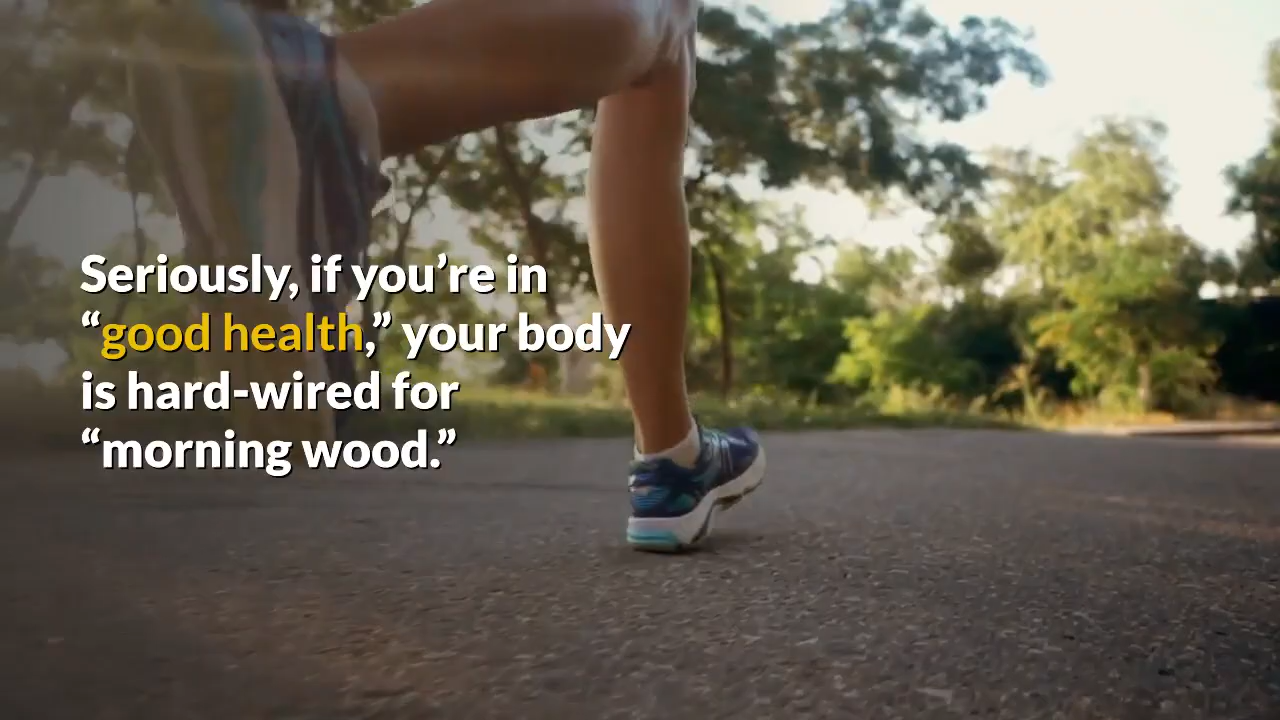 Seriously, if you’re in
“good health,” your body
is hard-wired for
“morning wood.”